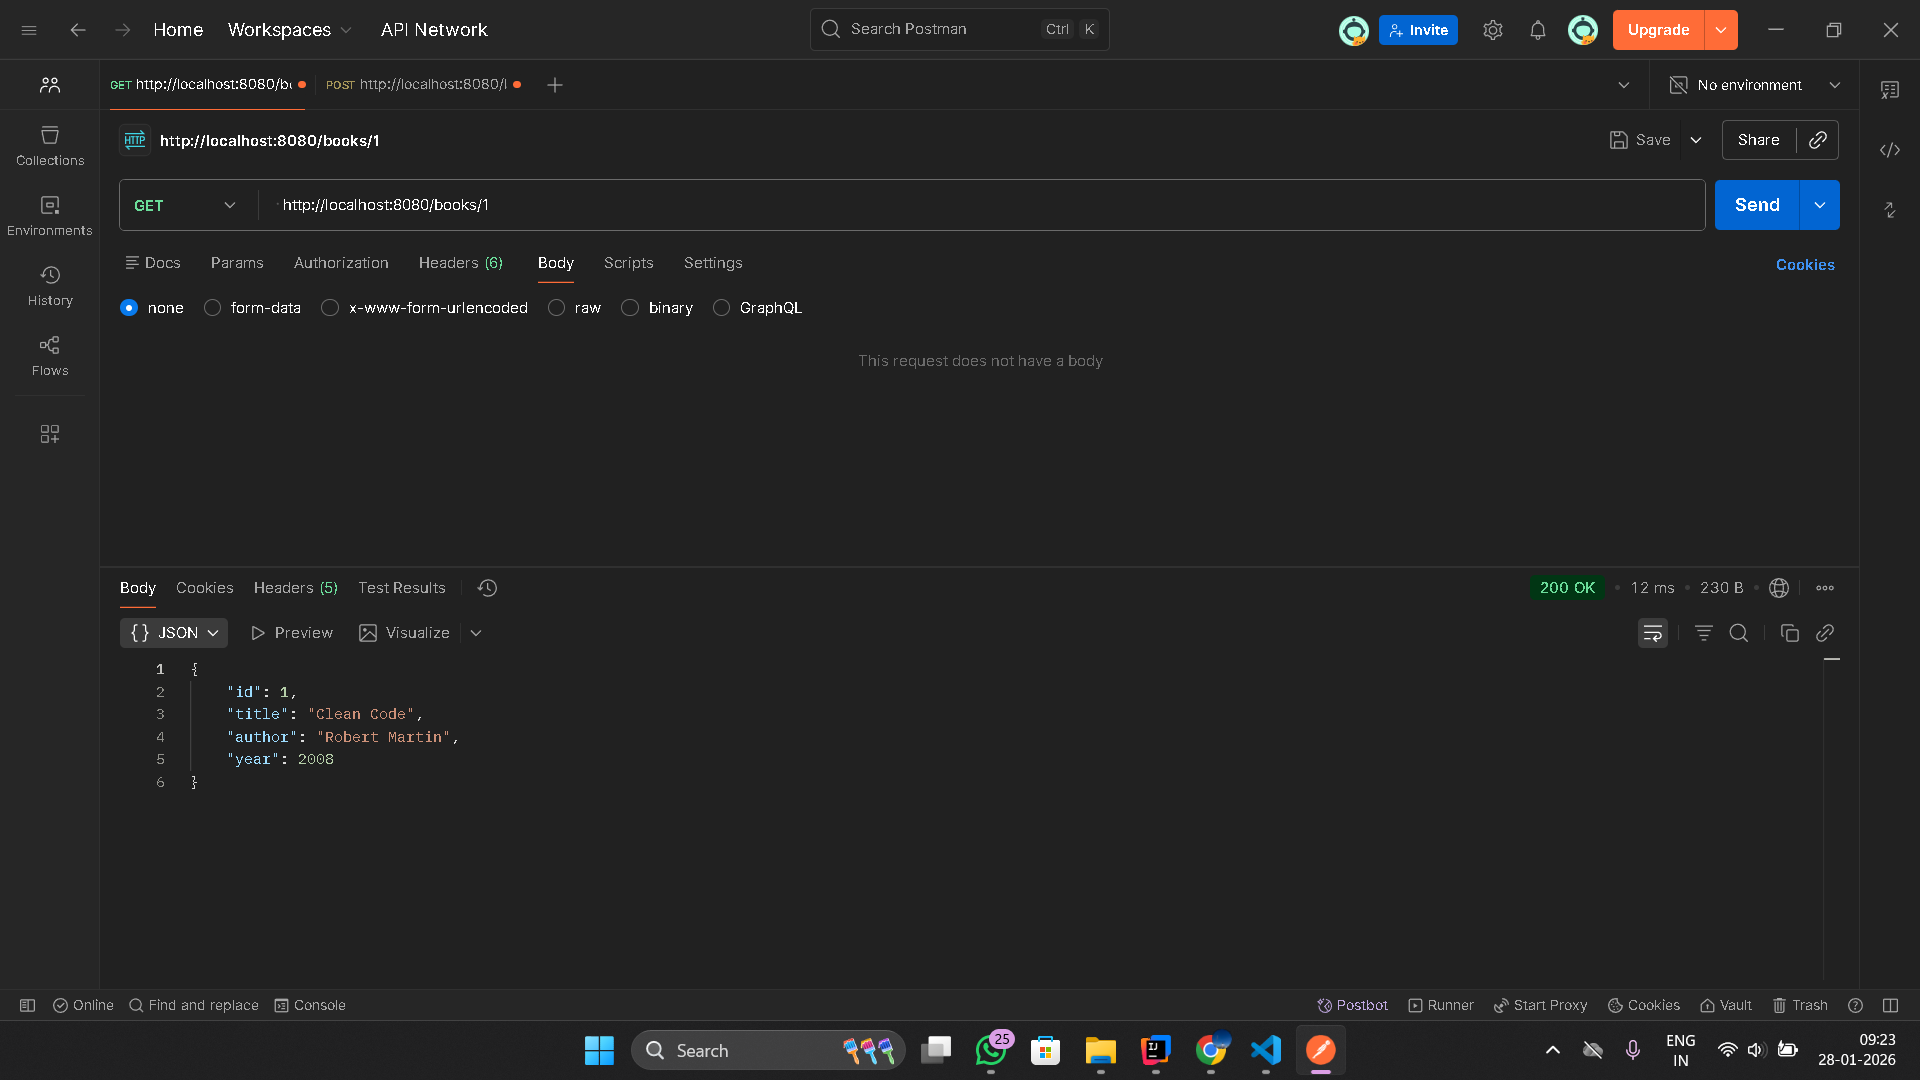 Home Workspaces API Network Search Postman Ctrl K Invite Upgrade
GET http://localhost:8080/b POST http://localhost:8080/ No environment
HTTP http://localhost:8080/books/1 Save Share
Collections
GET http://localhost:8080/books/1 Send
Environments
Docs Params Authorization Headers (6) Body Scripts Settings Cookies
History
none form-data x-www-form-urlencoded raw binary GraphQL
This request does not have a body
Flows
Body Cookies Headers (5) Test Results 200 OK • 12 ms • 230 B •
{} JSON Preview Visualize
1 {
2 "id": 1,
3 "title": "Clean Code",
4 "author": "Robert Martin",
5 "year": 2008
6 }
Online Find and replace Console Postbot Runner Start Proxy Cookies Vault Trash
Search 25 IJ ENG IN 09:23
28-01-2026